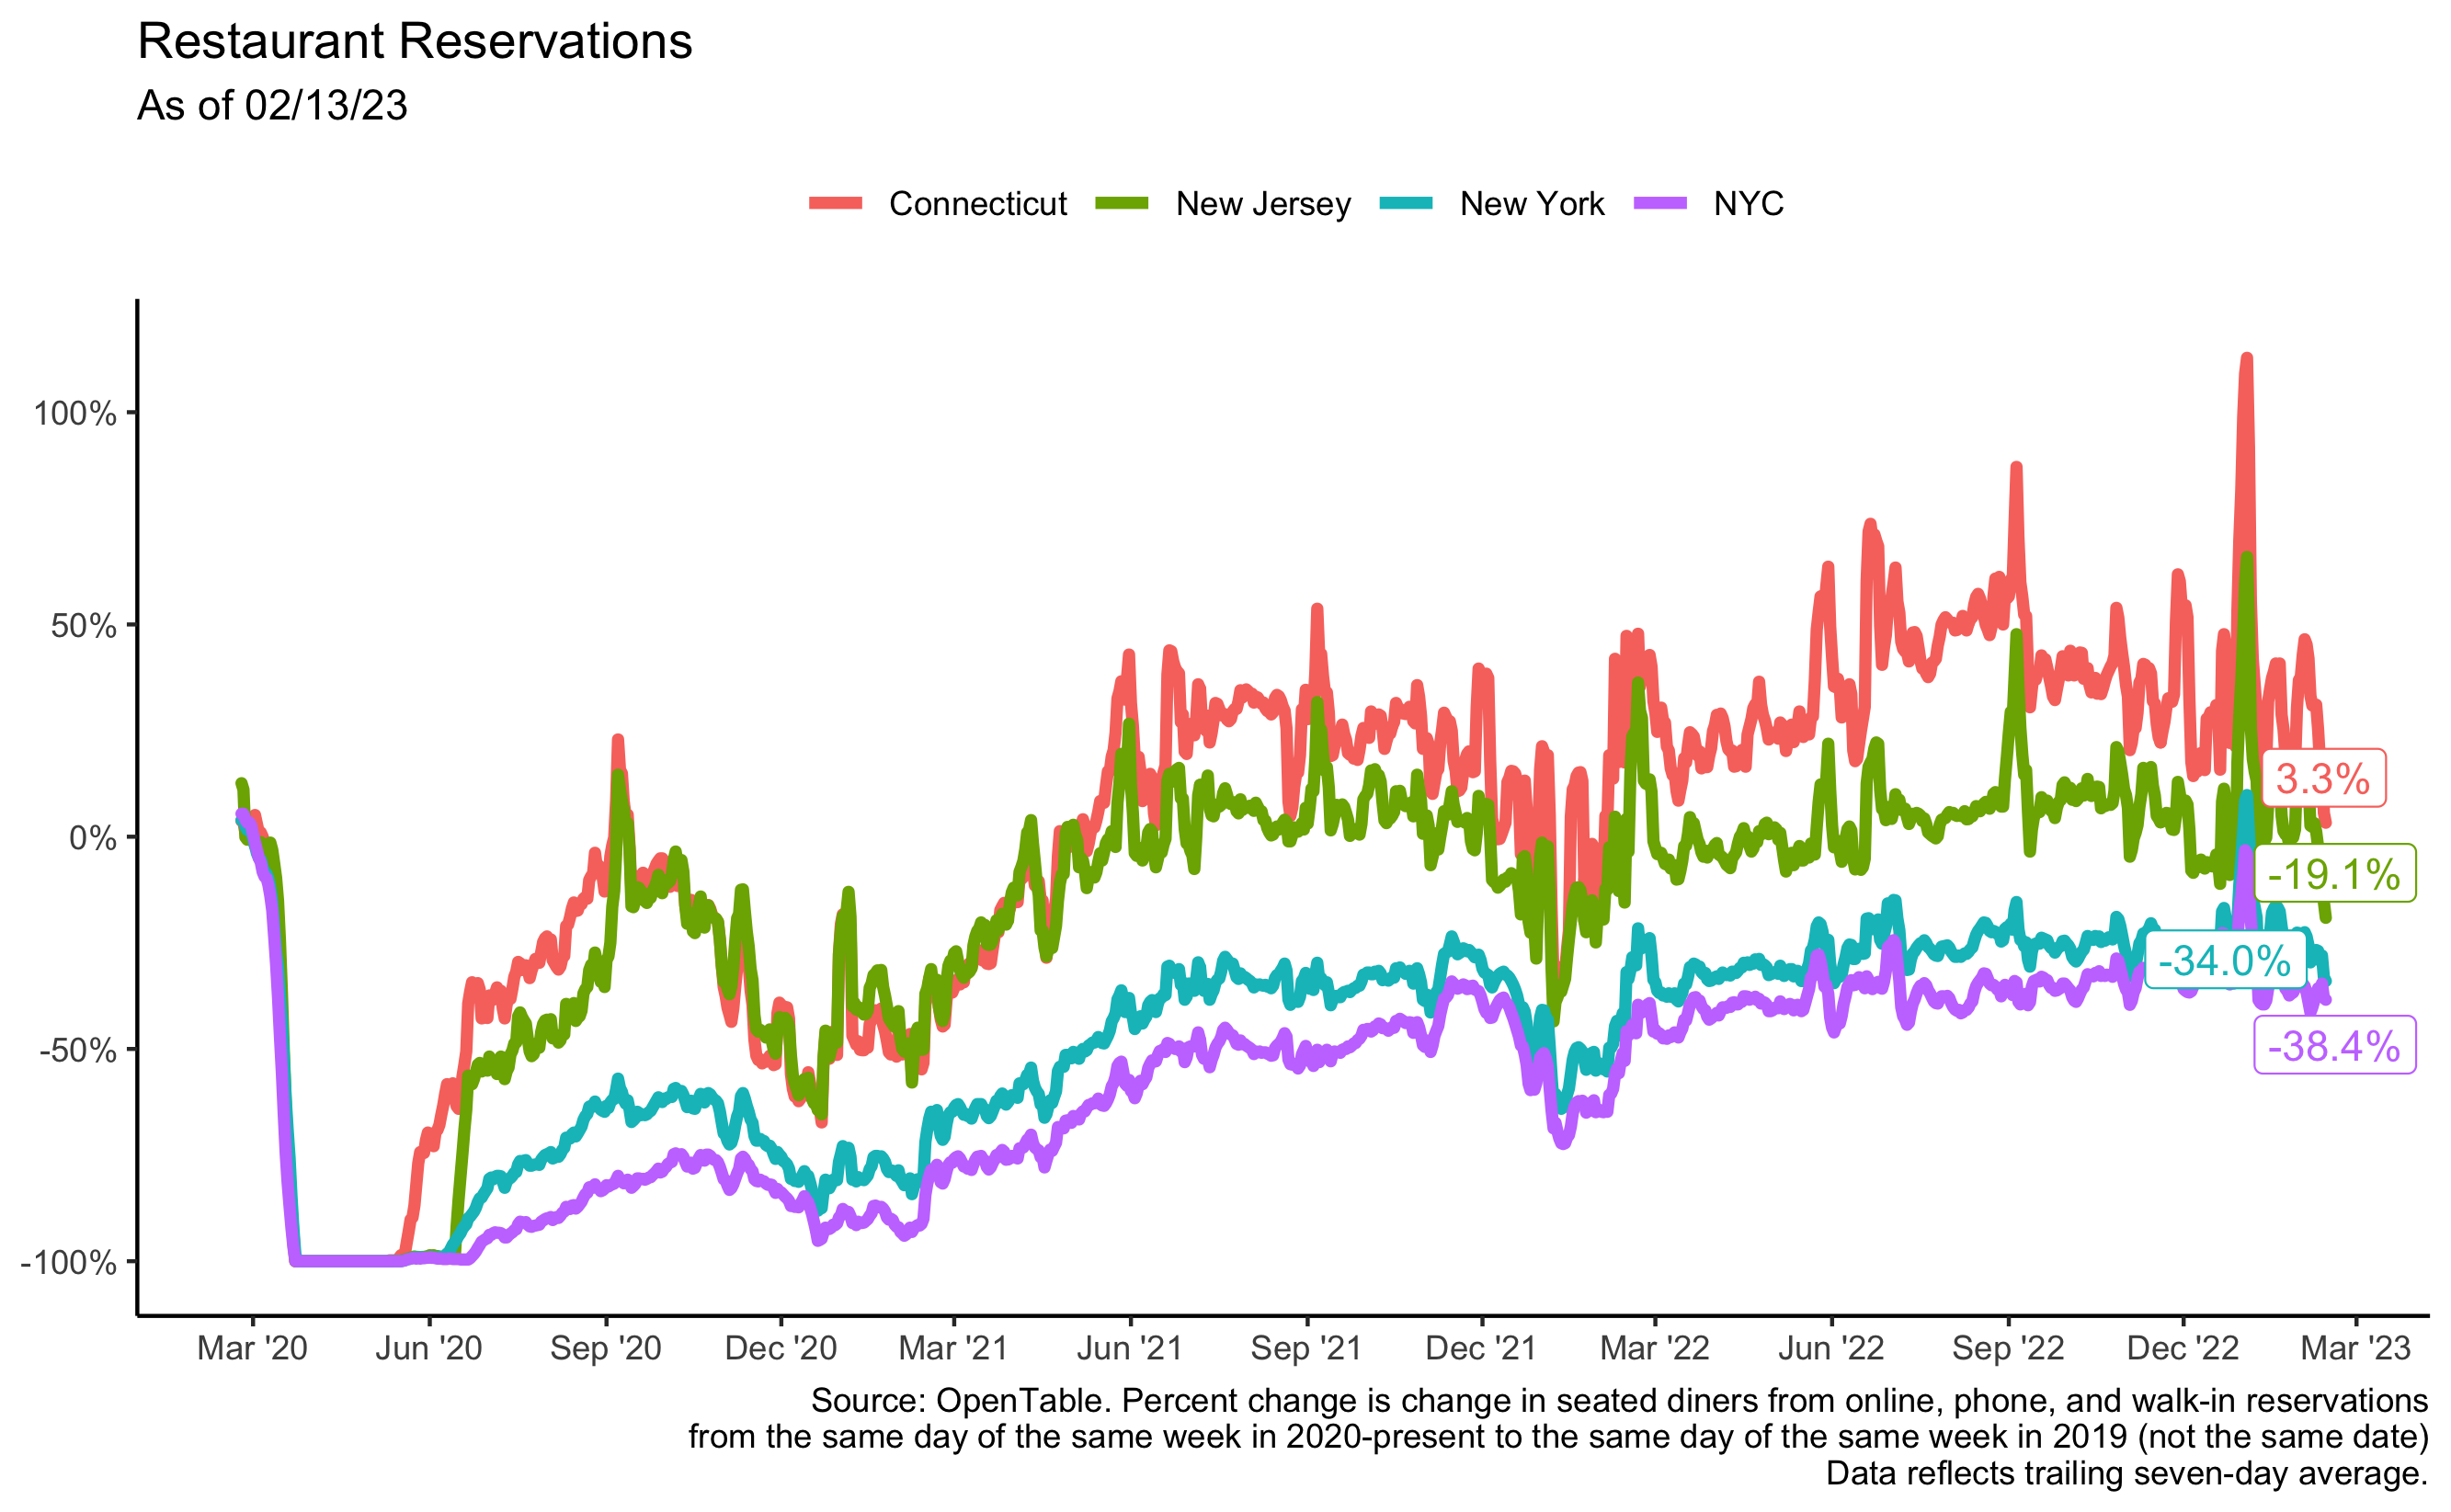 Restaurant Reservations
As of 02/13/23
Connecticut New Jersey New York NYC
100%
50%
0%
-50%
-100%
3.3%
-19.1%
-34.0%
-38.4%
Mar '20 Jun '20 Sep '20 Dec '20 Mar '21 Jun '21 Sep '21 Dec '21 Mar '22 Jun '22 Sep '22 Dec '22 Mar '23
Source: OpenTable. Percent change is change in seated diners from online, phone, and walk-in reservations
from the same day of the same week in 2020-present to the same day of the same week in 2019 (not the same date)
Data reflects trailing seven-day average.